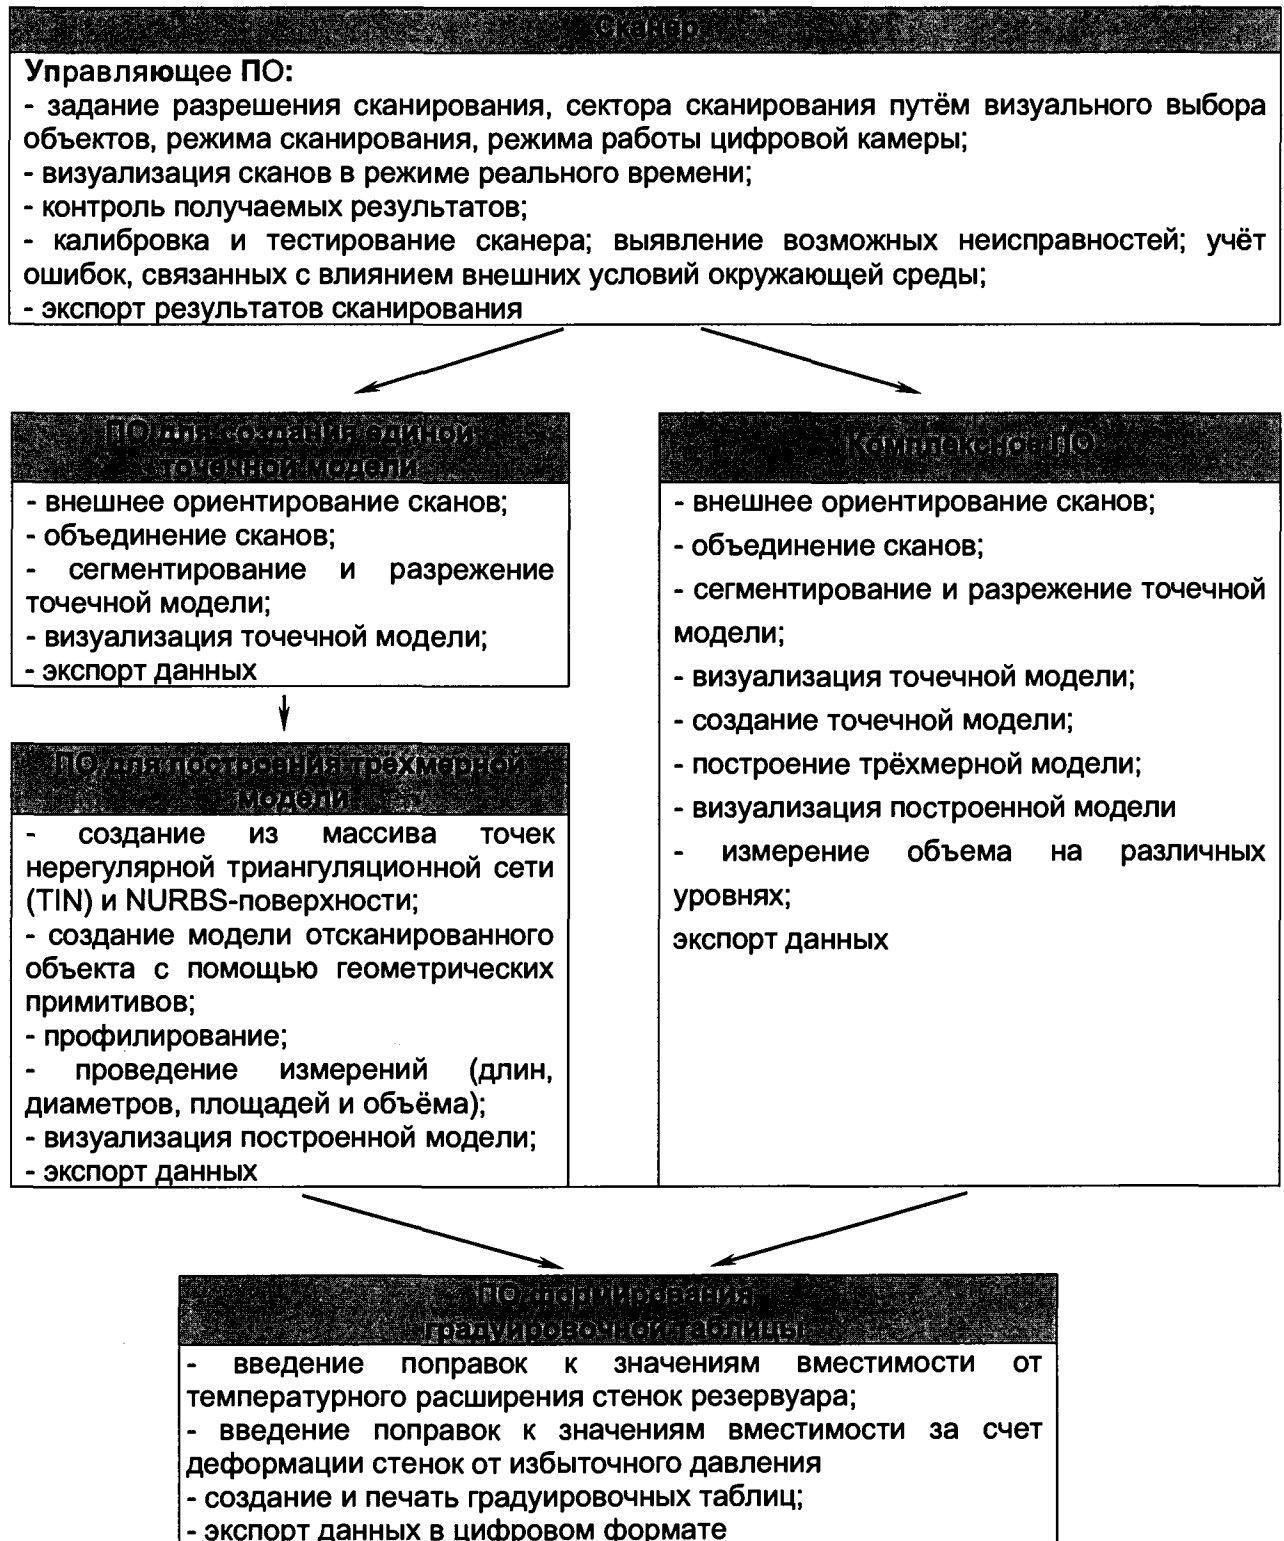 Сканер
Управляющее ПО:
- задание разрешения сканирования, сектора сканирования путём визуального выбора
объектов, режима сканирования, режима работы цифровой камеры;
- визуализация сканов в режиме реального времени;
- контроль получаемых результатов;
- калибровка и тестирование сканера; выявление возможных неисправностей; учёт
ошибок, связанных с влиянием внешних условий окружающей среды;
- экспорт результатов сканирования
ПО для создания единой
точечной модели
- внешнее ориентирование сканов;
- объединение сканов;
- сегментирование и разрежение
точечной модели;
- визуализация точечной модели;
- экспорт данных
ПО для построения трёхмерной
модели
- создание из массива точек
нерегулярной триангуляционной сети
(TIN) и NURBS-поверхности;
- создание модели отсканированного
объекта с помощью геометрических
примитивов;
- профилирование;
- проведение измерений (длин,
диаметров, площадей и объёма);
- визуализация построенной модели;
- экспорт данных
Комплексное ПО
- внешнее ориентирование сканов;
- объединение сканов;
- сегментирование и разрежение точечной
модели;
- визуализация точечной модели;
- создание точечной модели;
- построение трёхмерной модели;
- визуализация построенной модели
- измерение объема на различных
уровнях;
экспорт данных
ПО формирования
градуировочной таблицы
- введение поправок к значениям вместимости от
температурного расширения стенок резервуара;
- введение поправок к значениям вместимости за счет
деформации стенок от избыточного давления
- создание и печать градуировочных таблиц;
- экспорт данных в цифровом формате